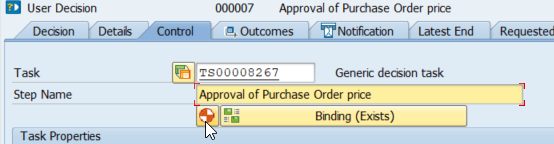 User Decision 000007 Approval of Purchase Order price
Decision Details Control Outcomes Notification Latest End Requested
Task TS00008267 Generic decision task
Step Name Approval of Purchase Order price
Binding (Exists)
Task Properties